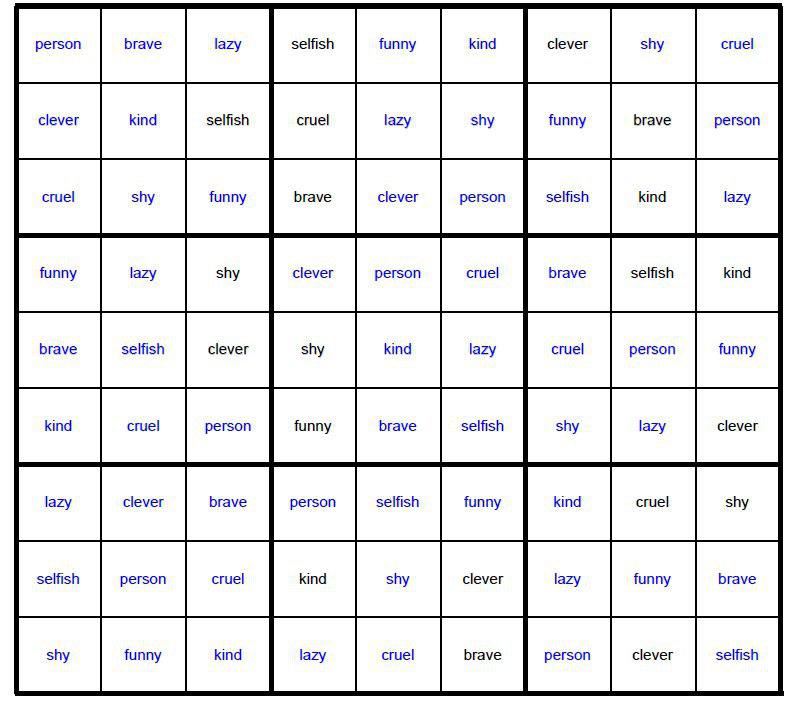 person brave lazy selfish funny kind clever shy cruel
clever kind selfish cruel lazy shy funny brave person
cruel shy funny brave clever person selfish kind lazy
funny lazy shy clever person cruel brave selfish kind
brave selfish clever shy kind lazy cruel person funny
kind cruel person funny brave selfish shy lazy clever
lazy clever brave person selfish funny kind cruel shy
selfish person cruel kind shy clever lazy funny brave
shy funny kind lazy cruel brave person clever selfish